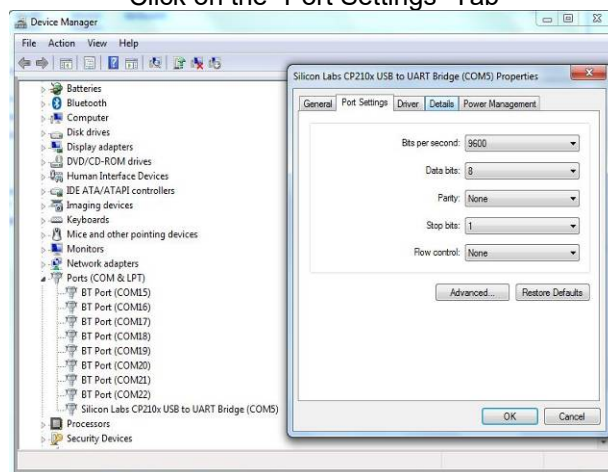 Click on the "Port Settings" Tab
Device Manager
File Action View Help
Batteries
Bluetooth
Computer
Disk drives
Display adapters
DVD/CD-ROM drives
Human Interface Devices
IDE ATA/ATAPI controllers
Imaging devices
Keyboards
Mice and other pointing devices
Monitors
Network adapters
Ports (COM & LPT)
BT Port (COM15)
BT Port (COM16)
BT Port (COM17)
BT Port (COM18)
BT Port (COM19)
BT Port (COM20)
BT Port (COM21)
BT Port (COM22)
Silicon Labs CP210x USB to UART Bridge (COM5)
Processors
Security Devices
Silicon Labs CP210x USB to UART Bridge (COM5) Properties
General Port Settings Driver Details Power Management
Bits per second: 9600
Data bits: 8
Parity: None
Stop bits: 1
Flow control: None
Advanced... Restore Defaults
OK Cancel